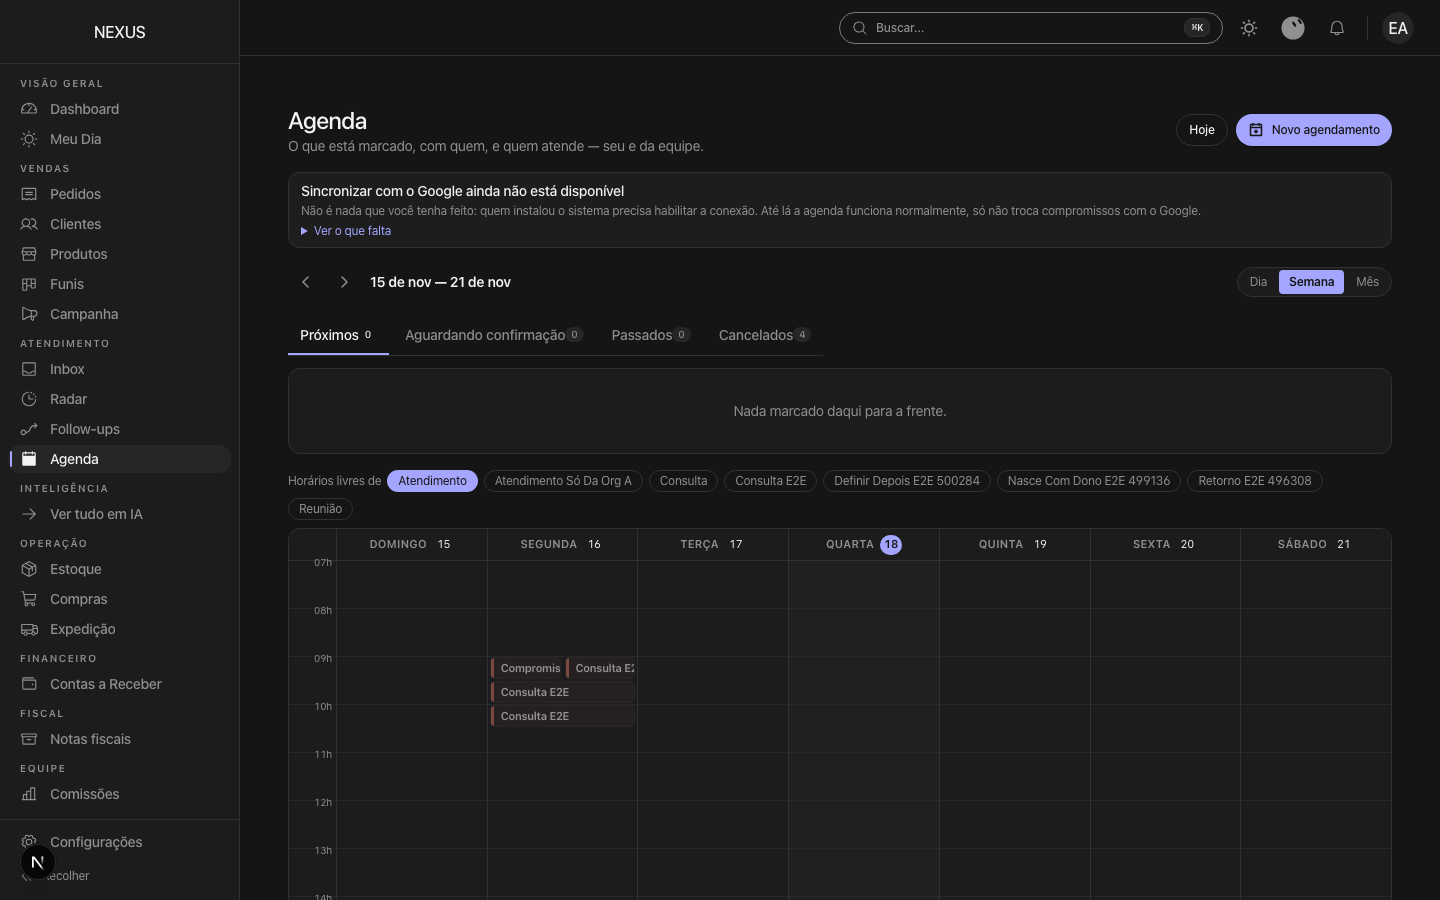 NEXUS
Buscar...
⌘K
EA
VISÃO GERAL
Dashboard
Meu Dia
VENDAS
Pedidos
Clientes
Produtos
Funis
Campanha
ATENDIMENTO
Inbox
Radar
Follow-ups
Agenda
INTELIGÊNCIA
Ver tudo em IA
OPERAÇÃO
Estoque
Compras
Expedição
FINANCEIRO
Contas a Receber
FISCAL
Notas fiscais
EQUIPE
Comissões
Configurações
N
ecolher
Agenda
O que está marcado, com quem, e quem atende — seu e da equipe.
Hoje
Novo agendamento
Sincronizar com o Google ainda não está disponível
Não é nada que você tenha feito: quem instalou o sistema precisa habilitar a conexão. Até lá a agenda funciona normalmente, só não troca compromissos com o Google.
Ver o que falta
15 de nov — 21 de nov
Dia Semana Mês
Próximos 0 Aguardando confirmação 0 Passados 0 Cancelados 4
Nada marcado daqui para a frente.
Horários livres de Atendimento Atendimento Só Da Org A Consulta Consulta E2E Definir Depois E2E 500284 Nasce Com Dono E2E 499136 Retorno E2E 496308
Reunião
DOMINGO 15 SEGUNDA 16 TERÇA 17 QUARTA 18 QUINTA 19 SEXTA 20 SÁBADO 21
07h
08h
09h
Compromis Consulta E2
Consulta E2E
10h
Consulta E2E
11h
12h
13h
14h